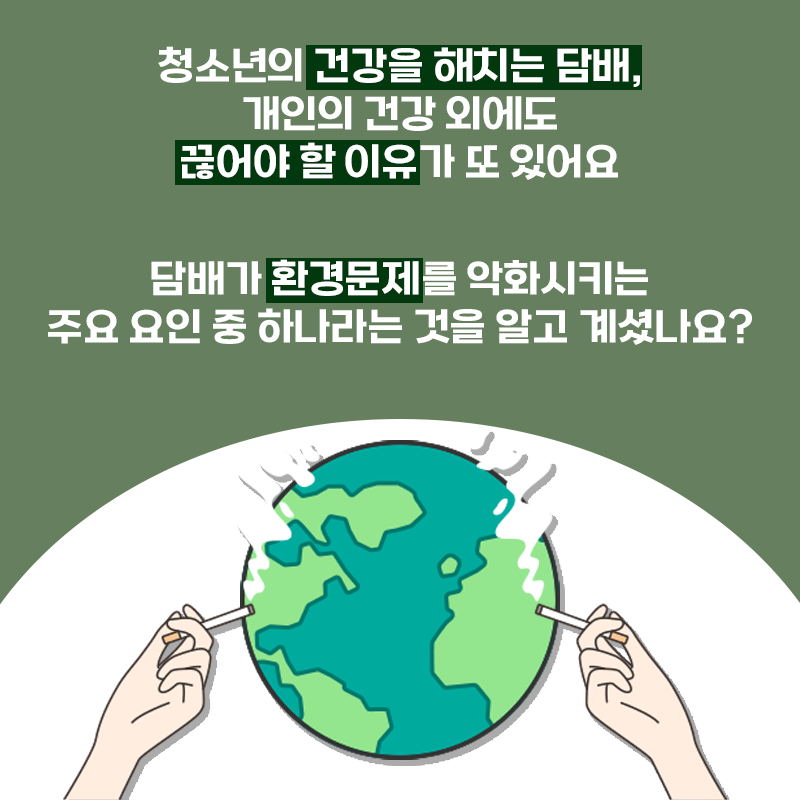 청소년의 건강을 해치는 담배,
개인의 건강 외에도
끊어야 할 이유가 또 있어요
담배가 환경문제를 악화시키는
주요 요인 중 하나라는 것을 알고 계셨나요?